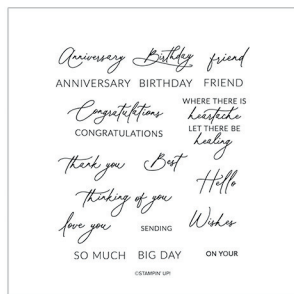 Anniversary Birthday friend
ANNIVERSARY BIRTHDAY FRIEND
Congratulations
CONGRATULATIONS
WHERE THERE IS
heartache
LET THERE BE
healing
thank you Best
Hello
thinking of you
love you SENDING Wishes
SO MUCH BIG DAY ON YOUR
©STAMPIN' UP!